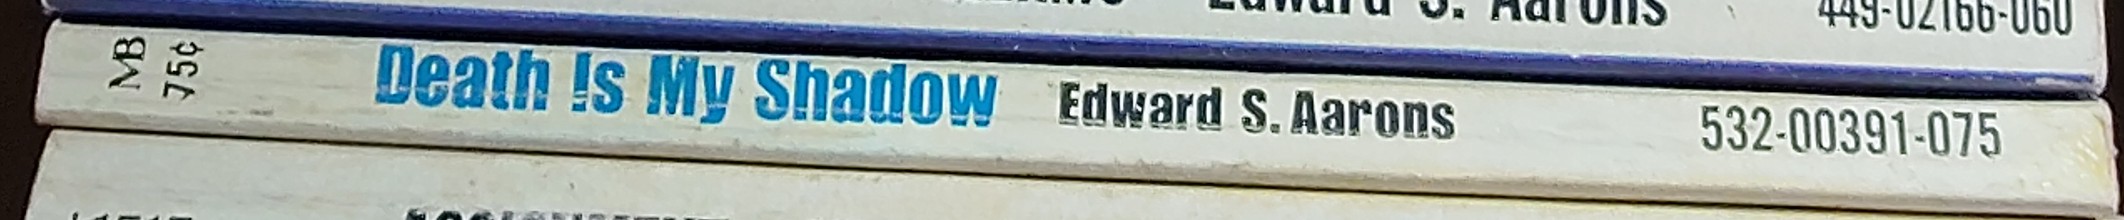 Edward S. Aarons 449-02166-060
MB
75¢
Death Is My Shadow Edward S. Aarons 532-00391-075